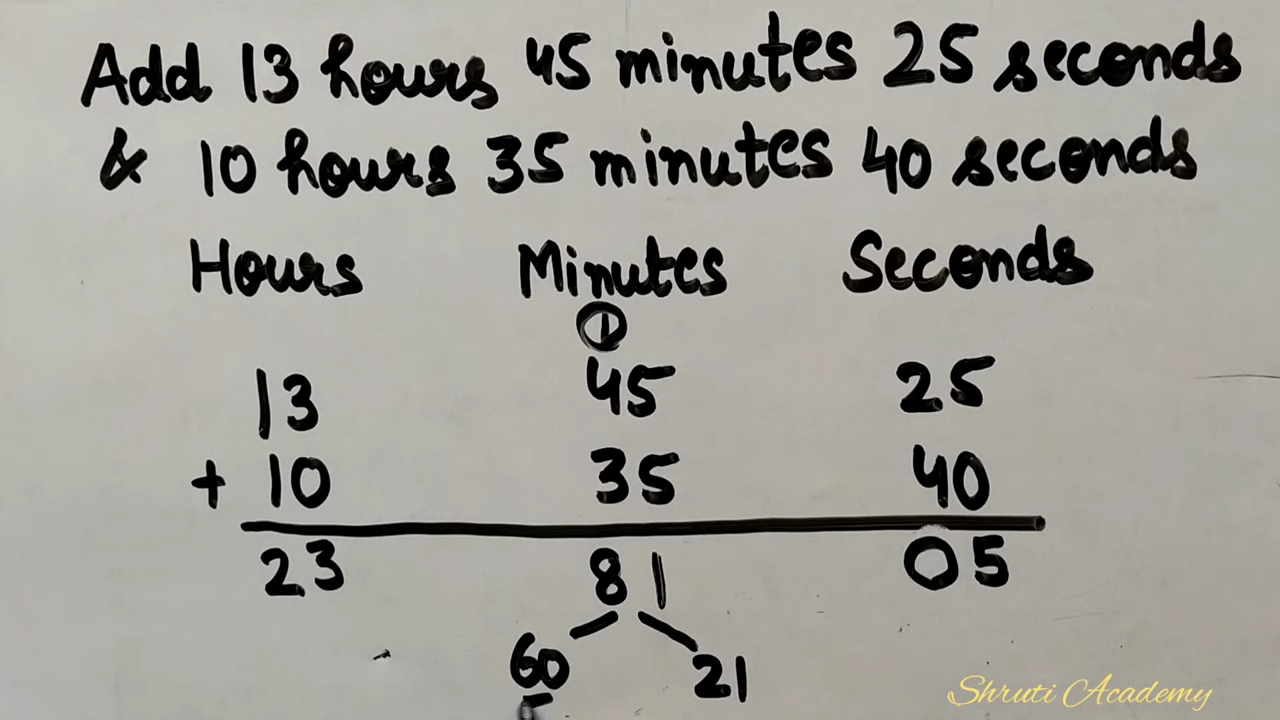 Add 13 hours 45 minutes 25 seconds
& 10 hours 35 minutes 40 seconds
Hours Minutes Seconds
1
13 45 25
+ 10 35 40
23 81 05
60 21
Shruti Academy